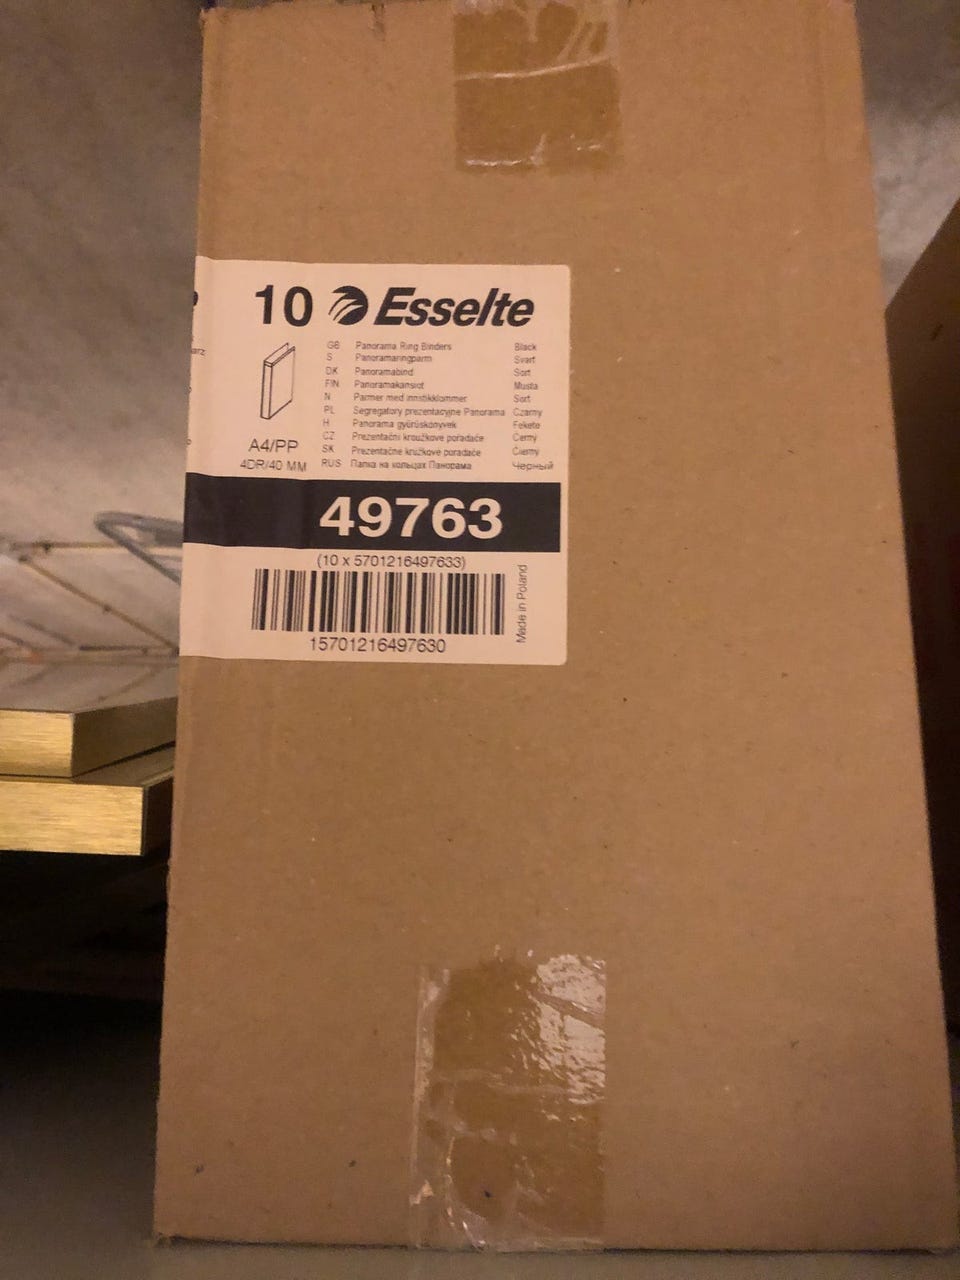 10 Esselte
GB Panorama Ring Binders Black
S Panoramaringpärm Svart
DK Panoramabind Sort
FIN Panoramakansiot Musta
N Permer med innstikklommer Sort
PL Segregatory prezentacyjne Panorama Czarny
H Panorama gyűrűskönyvek Fekete
CZ Prezentační kroužkové pořadače Černý
SK Prezentačné krúžkové poradače Čierny
RUS Папка на кольцах Панорама Черный
A4/PP
4DR/40 MM
49763
(10 x 5701216497633)
15701216497630
Made in Poland
arz